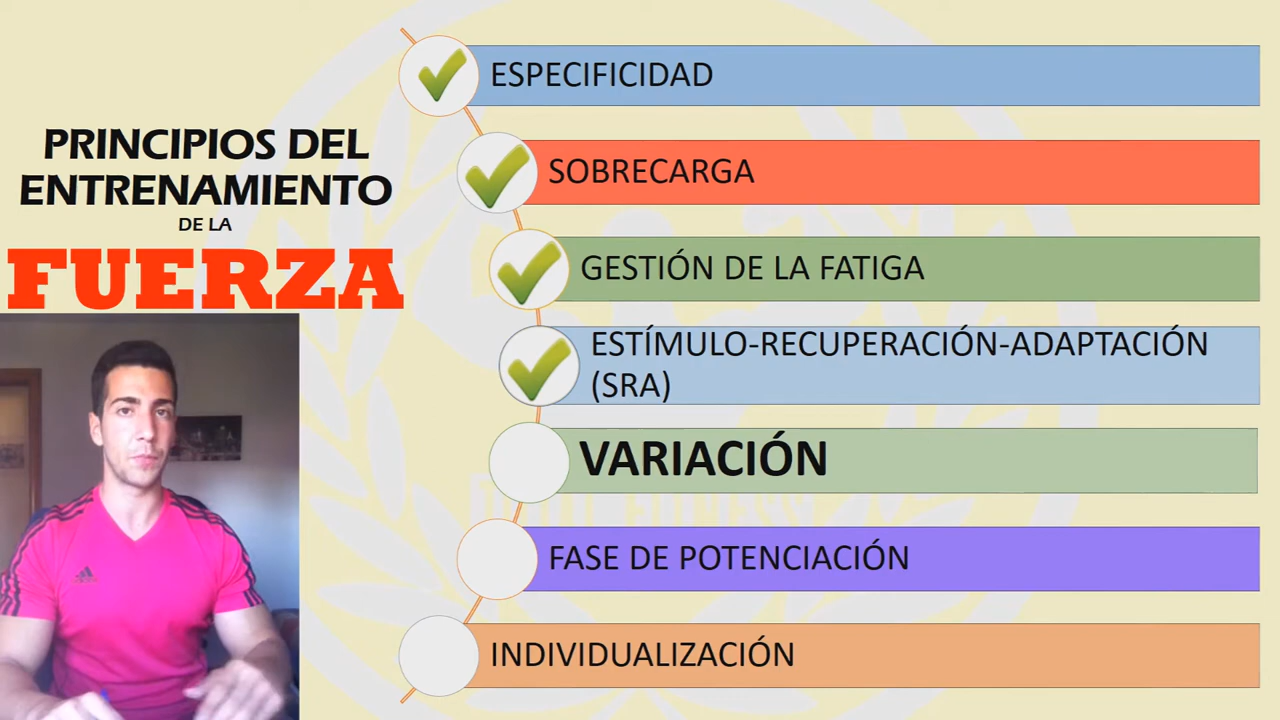 PRINCIPIOS DEL
ENTRENAMIENTO
DE LA
FUERZA
ESPECIFICIDAD
SOBRECARGA
GESTIÓN DE LA FATIGA
ESTÍMULO-RECUPERACIÓN-ADAPTACIÓN
(SRA)
VARIACIÓN
FASE DE POTENCIACIÓN
INDIVIDUALIZACIÓN